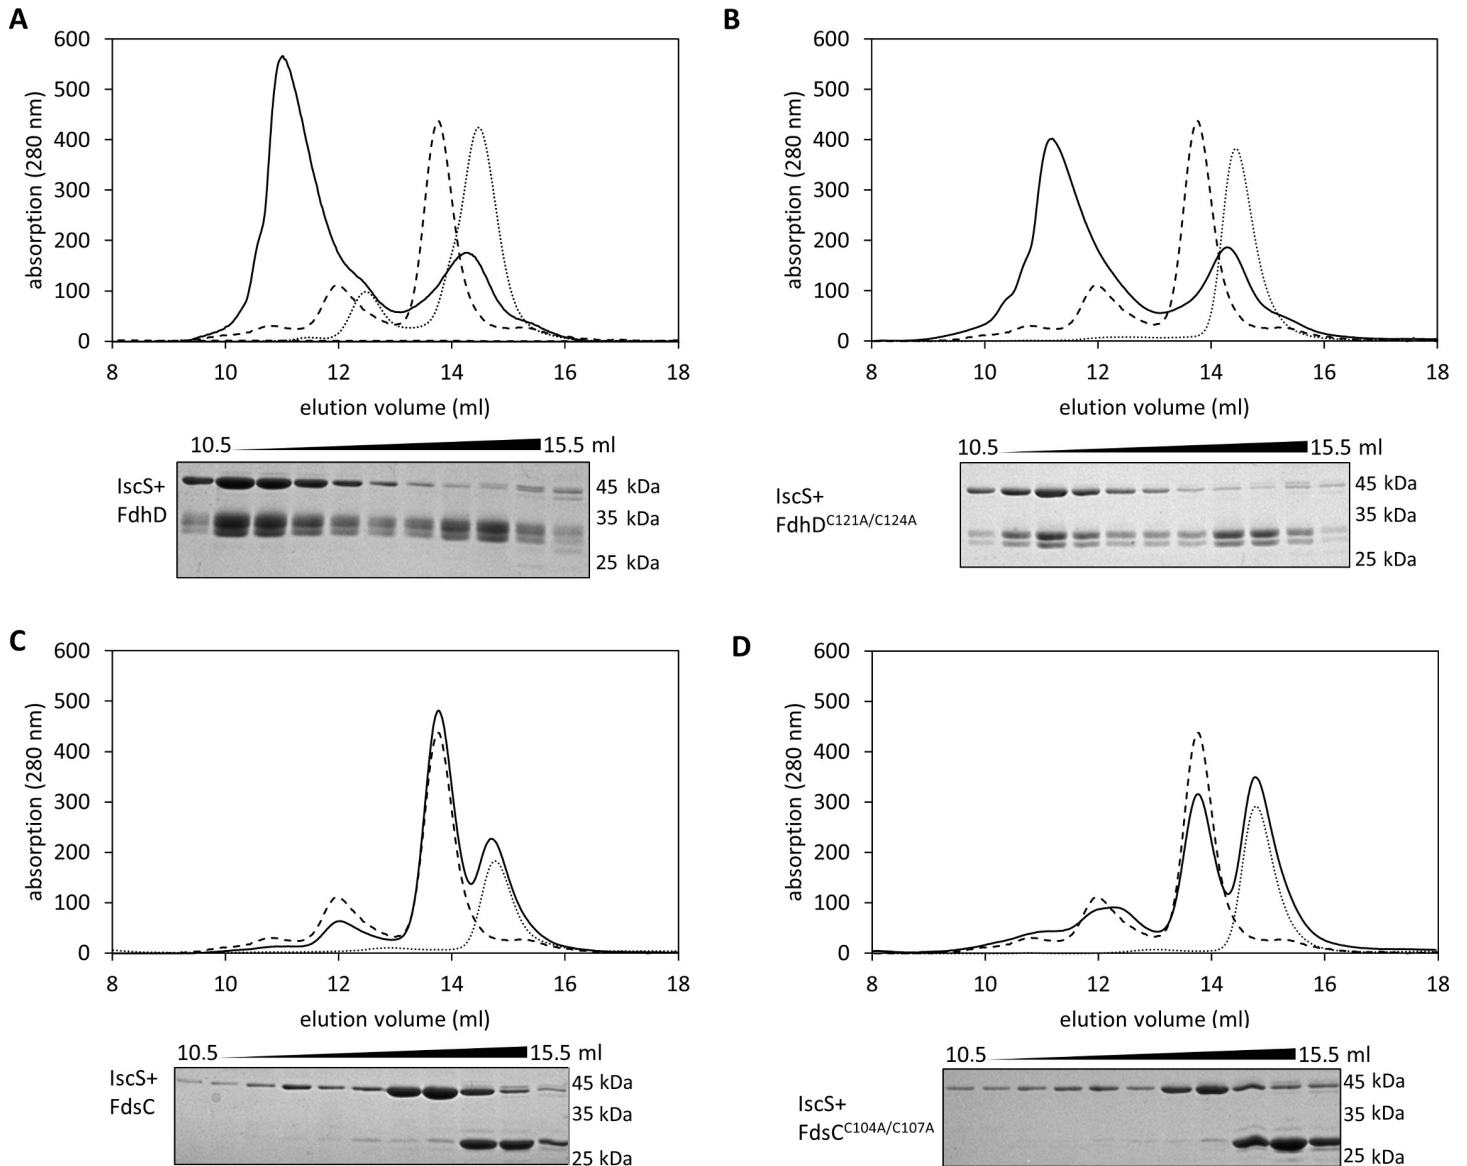 A
absorption (280 nm)
600
500
400
300
200
100
0
8 10 12 14 16 18
elution volume (ml)
10.5 15.5 ml
IscS+
FdhD
45 kDa
35 kDa
25 kDa
B
absorption (280 nm)
600
500
400
300
200
100
0
8 10 12 14 16 18
elution volume (ml)
10.5 15.5 ml
IscS+
FdhD^C121A/C124A
45 kDa
35 kDa
25 kDa
C
absorption (280 nm)
600
500
400
300
200
100
0
8 10 12 14 16 18
elution volume (ml)
10.5 15.5 ml
IscS+
FdsC
45 kDa
35 kDa
25 kDa
D
absorption (280 nm)
600
500
400
300
200
100
0
8 10 12 14 16 18
elution volume (ml)
10.5 15.5 ml
IscS+
FdsC^C104A/C107A
45 kDa
35 kDa
25 kDa